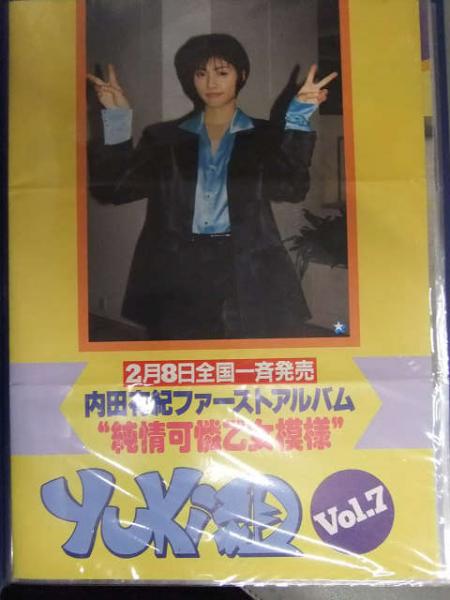 2月8日全国一斉発売
内田有紀ファーストアルバム
“純情可憐乙女模様”
YUKi組
Vol.7